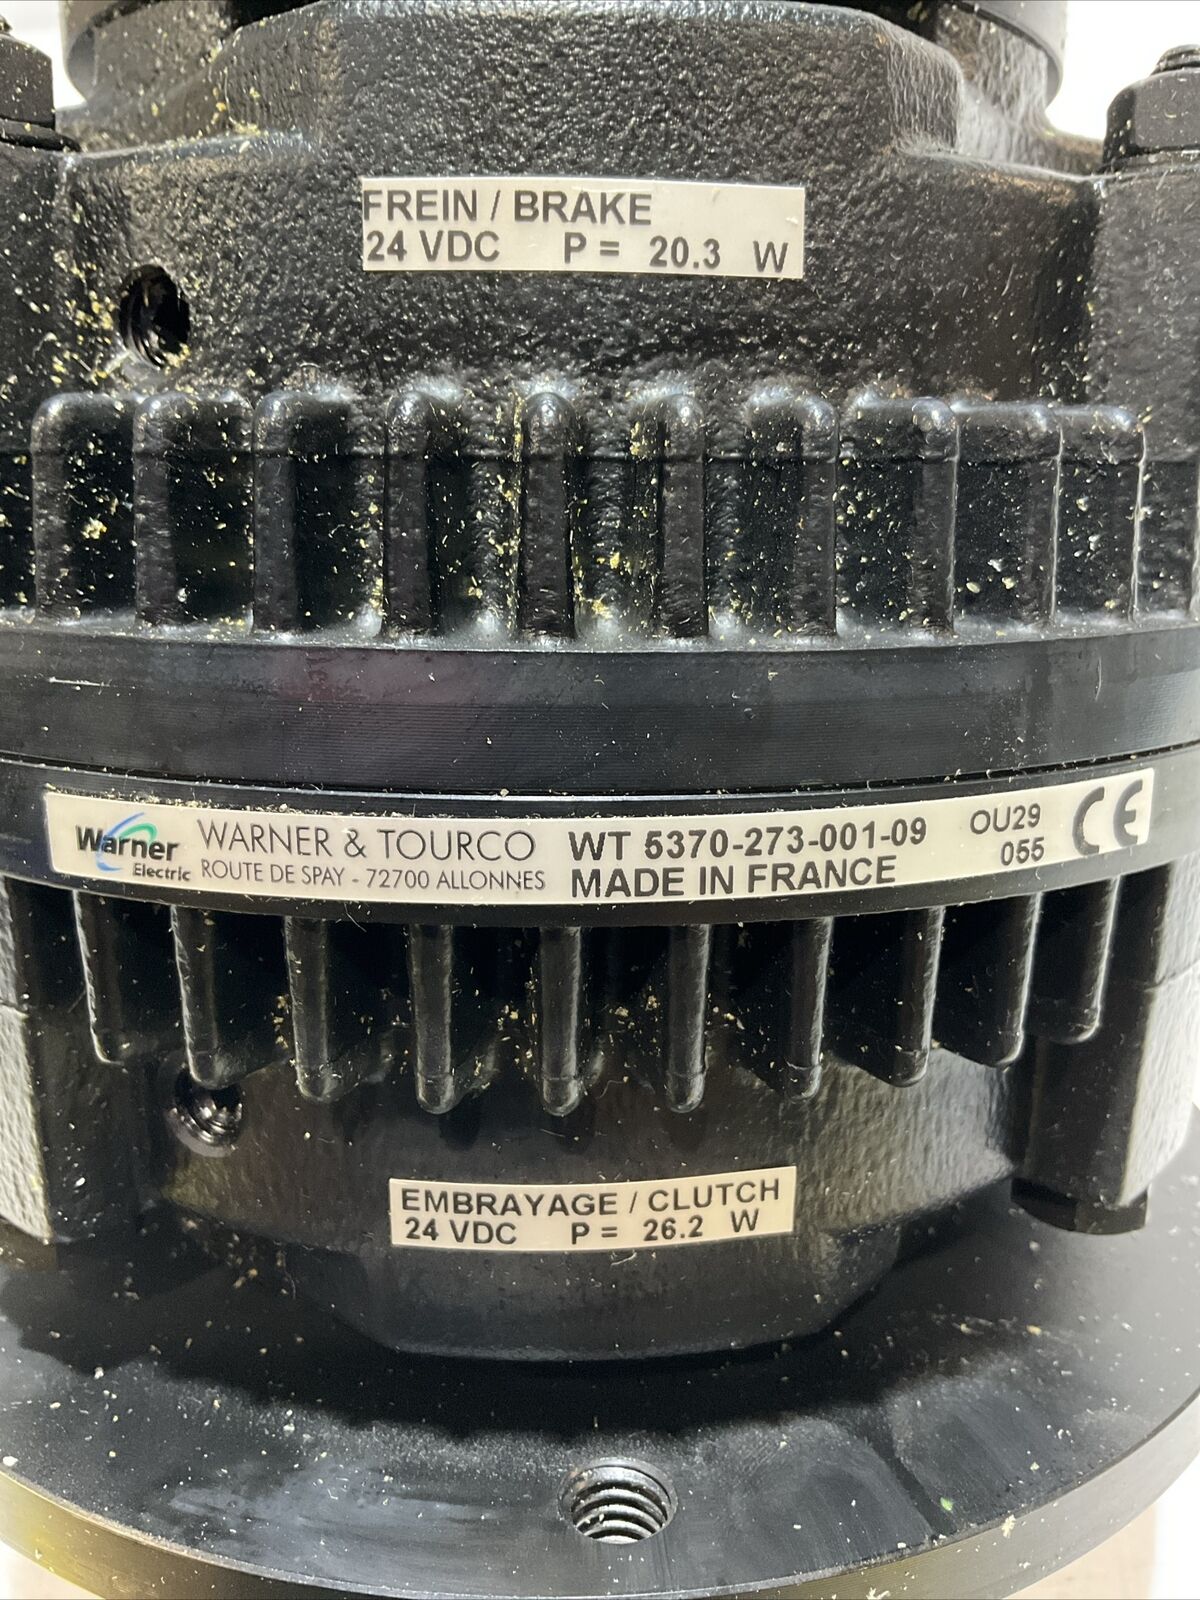 FREIN / BRAKE
24 VDC P = 20.3 W
Warner Electric
WARNER & TOURCO
ROUTE DE SPAY - 72700 ALLONNES
WT 5370-273-001-09
MADE IN FRANCE
OU29
055
CE
EMBRAYAGE / CLUTCH
24 VDC P = 26.2 W